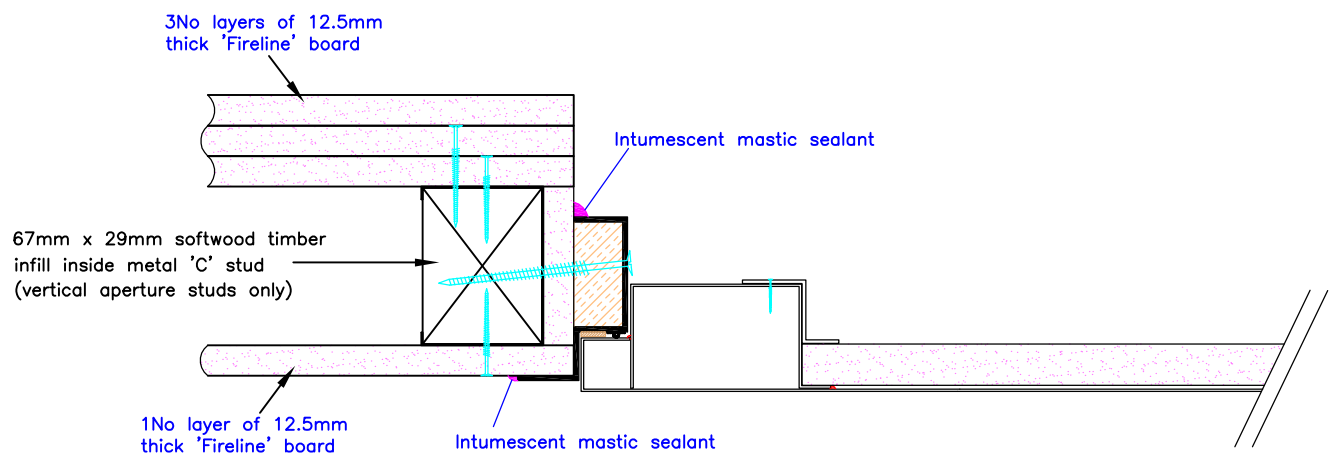 3No layers of 12.5mm
thick 'Fireline' board
Intumescent mastic sealant
67mm x 29mm softwood timber
infill inside metal 'C' stud
(vertical aperture studs only)
1No layer of 12.5mm
thick 'Fireline' board
Intumescent mastic sealant